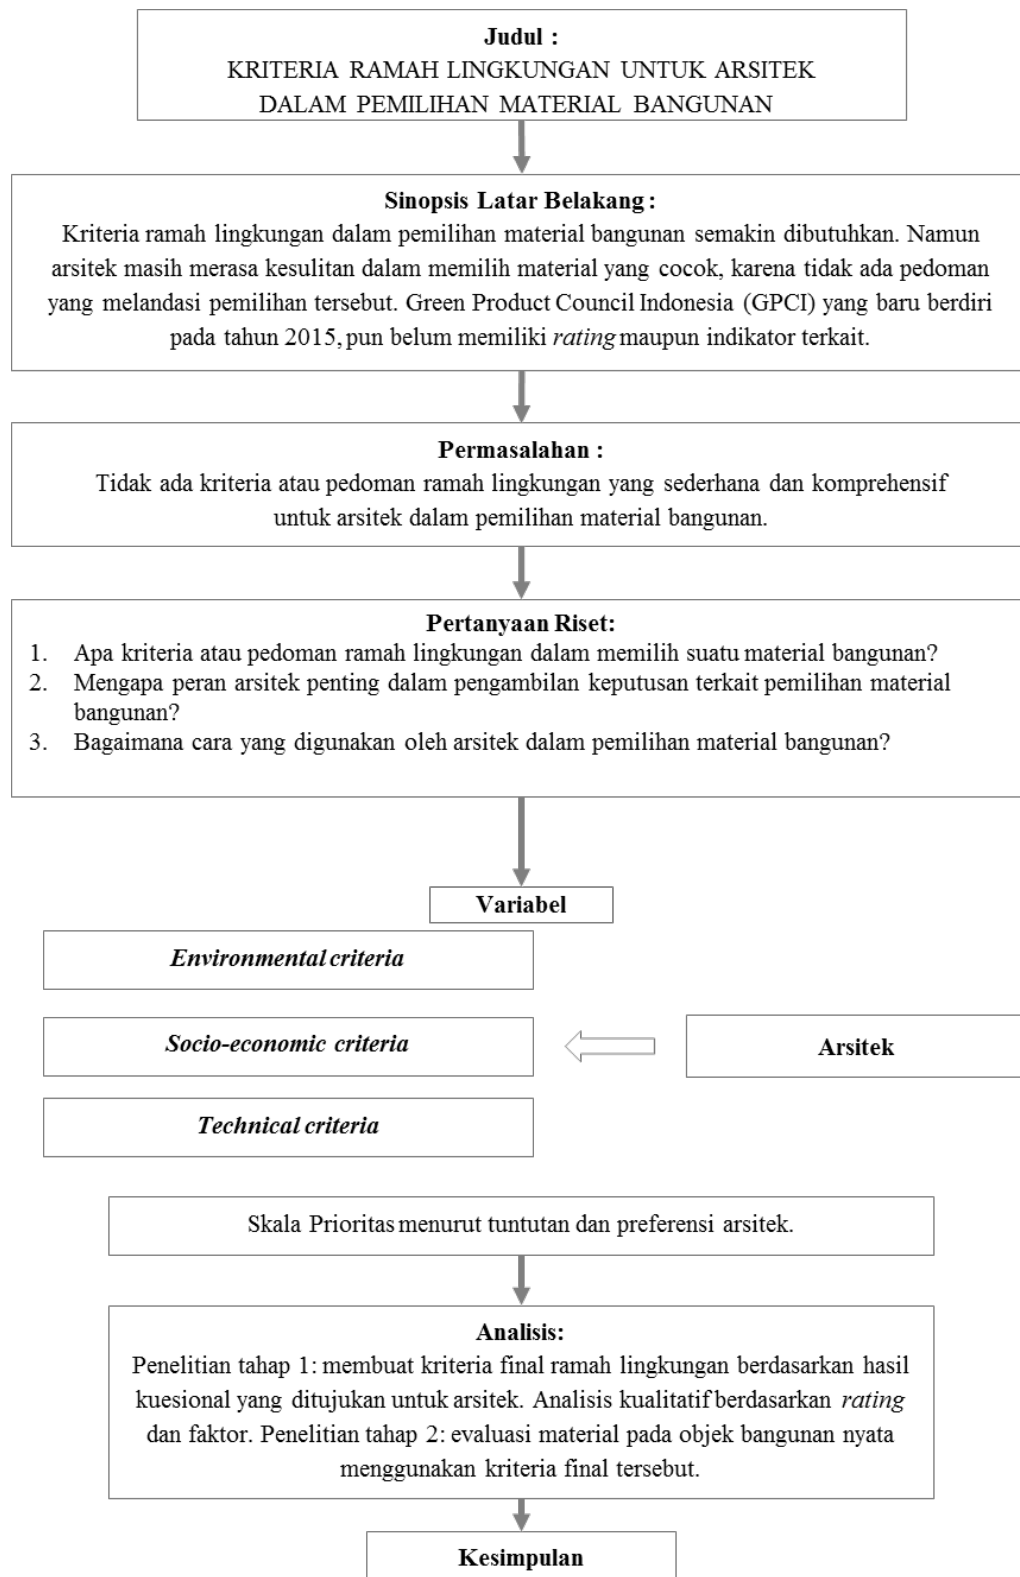 Judul :
KRITERIA RAMAH LINGKUNGAN UNTUK ARSITEK
DALAM PEMILIHAN MATERIAL BANGUNAN
Sinopsis Latar Belakang :
Kriteria ramah lingkungan dalam pemilihan material bangunan semakin dibutuhkan. Namun
arsitek masih merasa kesulitan dalam memilih material yang cocok, karena tidak ada pedoman
yang melandasi pemilihan tersebut. Green Product Council Indonesia (GPCI) yang baru berdiri
pada tahun 2015, pun belum memiliki rating maupun indikator terkait.
Permasalahan :
Tidak ada kriteria atau pedoman ramah lingkungan yang sederhana dan komprehensif
untuk arsitek dalam pemilihan material bangunan.
Pertanyaan Riset:
1. Apa kriteria atau pedoman ramah lingkungan dalam memilih suatu material bangunan?
2. Mengapa peran arsitek penting dalam pengambilan keputusan terkait pemilihan material
bangunan?
3. Bagaimana cara yang digunakan oleh arsitek dalam pemilihan material bangunan?
Variabel
Environmental criteria
Socio-economic criteria
Arsitek
Technical criteria
Skala Prioritas menurut tuntutan dan preferensi arsitek.
Analisis:
Penelitian tahap 1: membuat kriteria final ramah lingkungan berdasarkan hasil
kuesional yang ditujukan untuk arsitek. Analisis kualitatif berdasarkan rating
dan faktor. Penelitian tahap 2: evaluasi material pada objek bangunan nyata
menggunakan kriteria final tersebut.
Kesimpulan